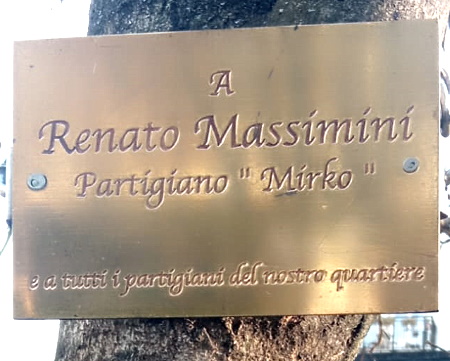 A
Renato Massimini
Partigiano " Mirko "
e a tutti i partigiani del nostro quartiere